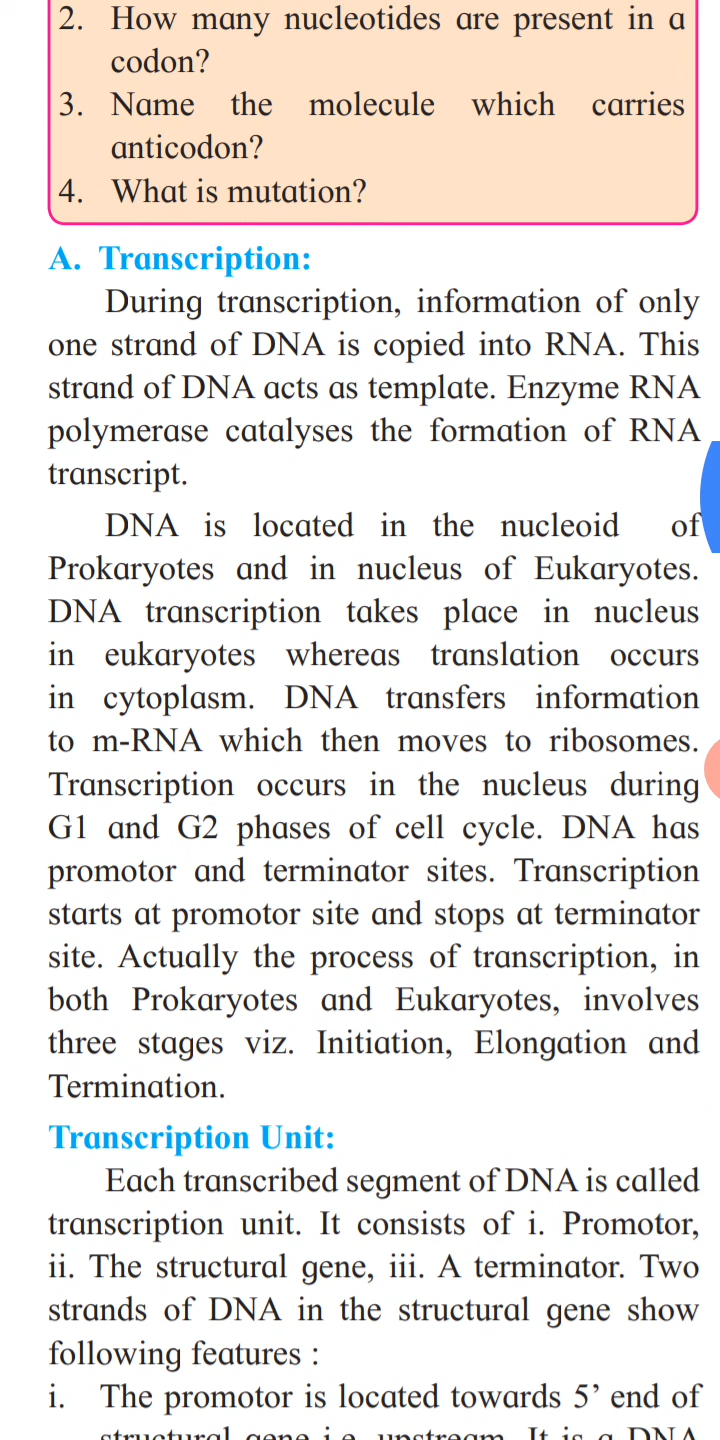 2. How many nucleotides are present in a
codon?
3. Name the molecule which carries
anticodon?
4. What is mutation?
A. Transcription:
During transcription, information of only
one strand of DNA is copied into RNA. This
strand of DNA acts as template. Enzyme RNA
polymerase catalyses the formation of RNA
transcript.
DNA is located in the nucleoid of
Prokaryotes and in nucleus of Eukaryotes.
DNA transcription takes place in nucleus
in eukaryotes whereas translation occurs
in cytoplasm. DNA transfers information
to m-RNA which then moves to ribosomes.
Transcription occurs in the nucleus during
G1 and G2 phases of cell cycle. DNA has
promotor and terminator sites. Transcription
starts at promotor site and stops at terminator
site. Actually the process of transcription, in
both Prokaryotes and Eukaryotes, involves
three stages viz. Initiation, Elongation and
Termination.
Transcription Unit:
Each transcribed segment of DNA is called
transcription unit. It consists of i. Promotor,
ii. The structural gene, iii. A terminator. Two
strands of DNA in the structural gene show
following features :
i. The promotor is located towards 5’ end of
structural gene i.e. upstream. It is a DNA